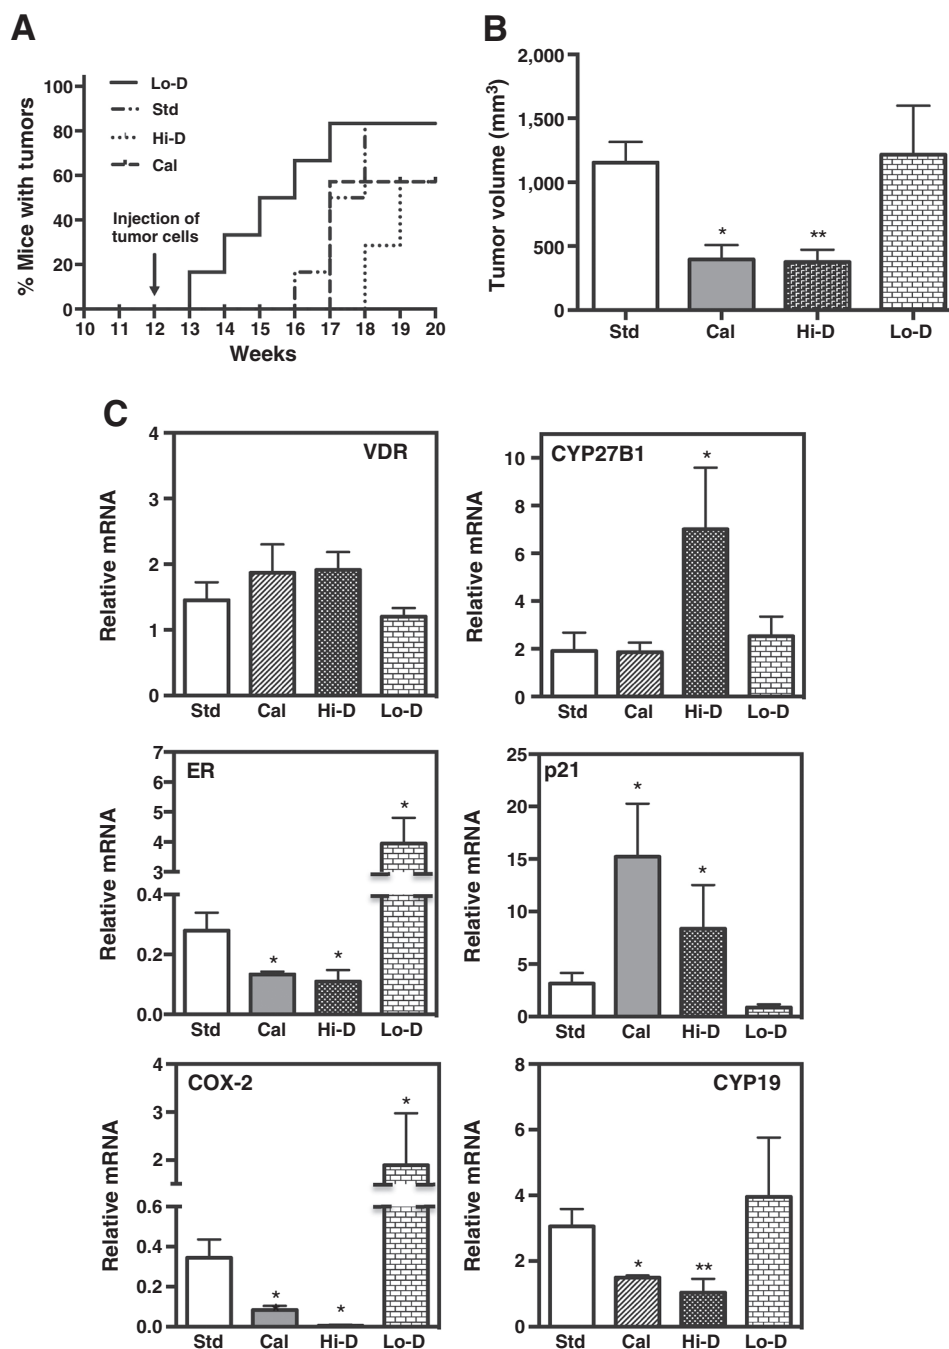 A
% Mice with tumors
100
80
60
40
20
0
Lo-D
Std
Hi-D
Cal
Injection of
tumor cells
10 11 12 13 14 15 16 17 18 19 20
Weeks
B
Tumor volume (mm³)
2,000
1,500
1,000
500
0
* **
Std Cal Hi-D Lo-D
C
VDR
Relative mRNA
4
3
2
1
0
Std Cal Hi-D Lo-D
CYP27B1
Relative mRNA
10
8
6
4
2
0
*
Std Cal Hi-D Lo-D
ER
Relative mRNA
7
6
5
4
3
0.4
0.2
0.0
* * *
Std Cal Hi-D Lo-D
p21
Relative mRNA
25
20
15
10
5
0
* *
Std Cal Hi-D Lo-D
COX-2
Relative mRNA
4
3
2
0.6
0.4
0.2
0.0
* * *
Std Cal Hi-D Lo-D
CYP19
Relative mRNA
8
6
4
2
0
* **
Std Cal Hi-D Lo-D